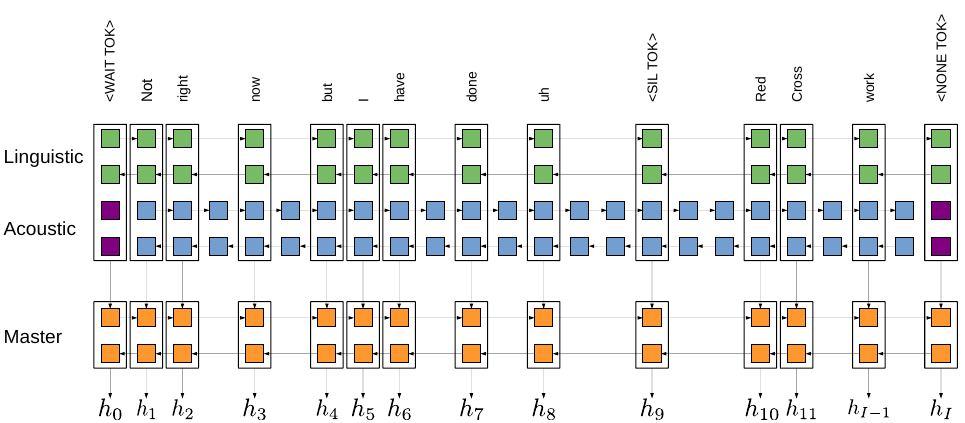 <WAIT TOK> Not right now but I have done uh <SIL TOK> Red Cross work <NONE TOK>
Linguistic
Acoustic
Master
h_0 h_1 h_2 h_3 h_4 h_5 h_6 h_7 h_8 h_9 h_{10} h_{11} h_{I-1} h_I